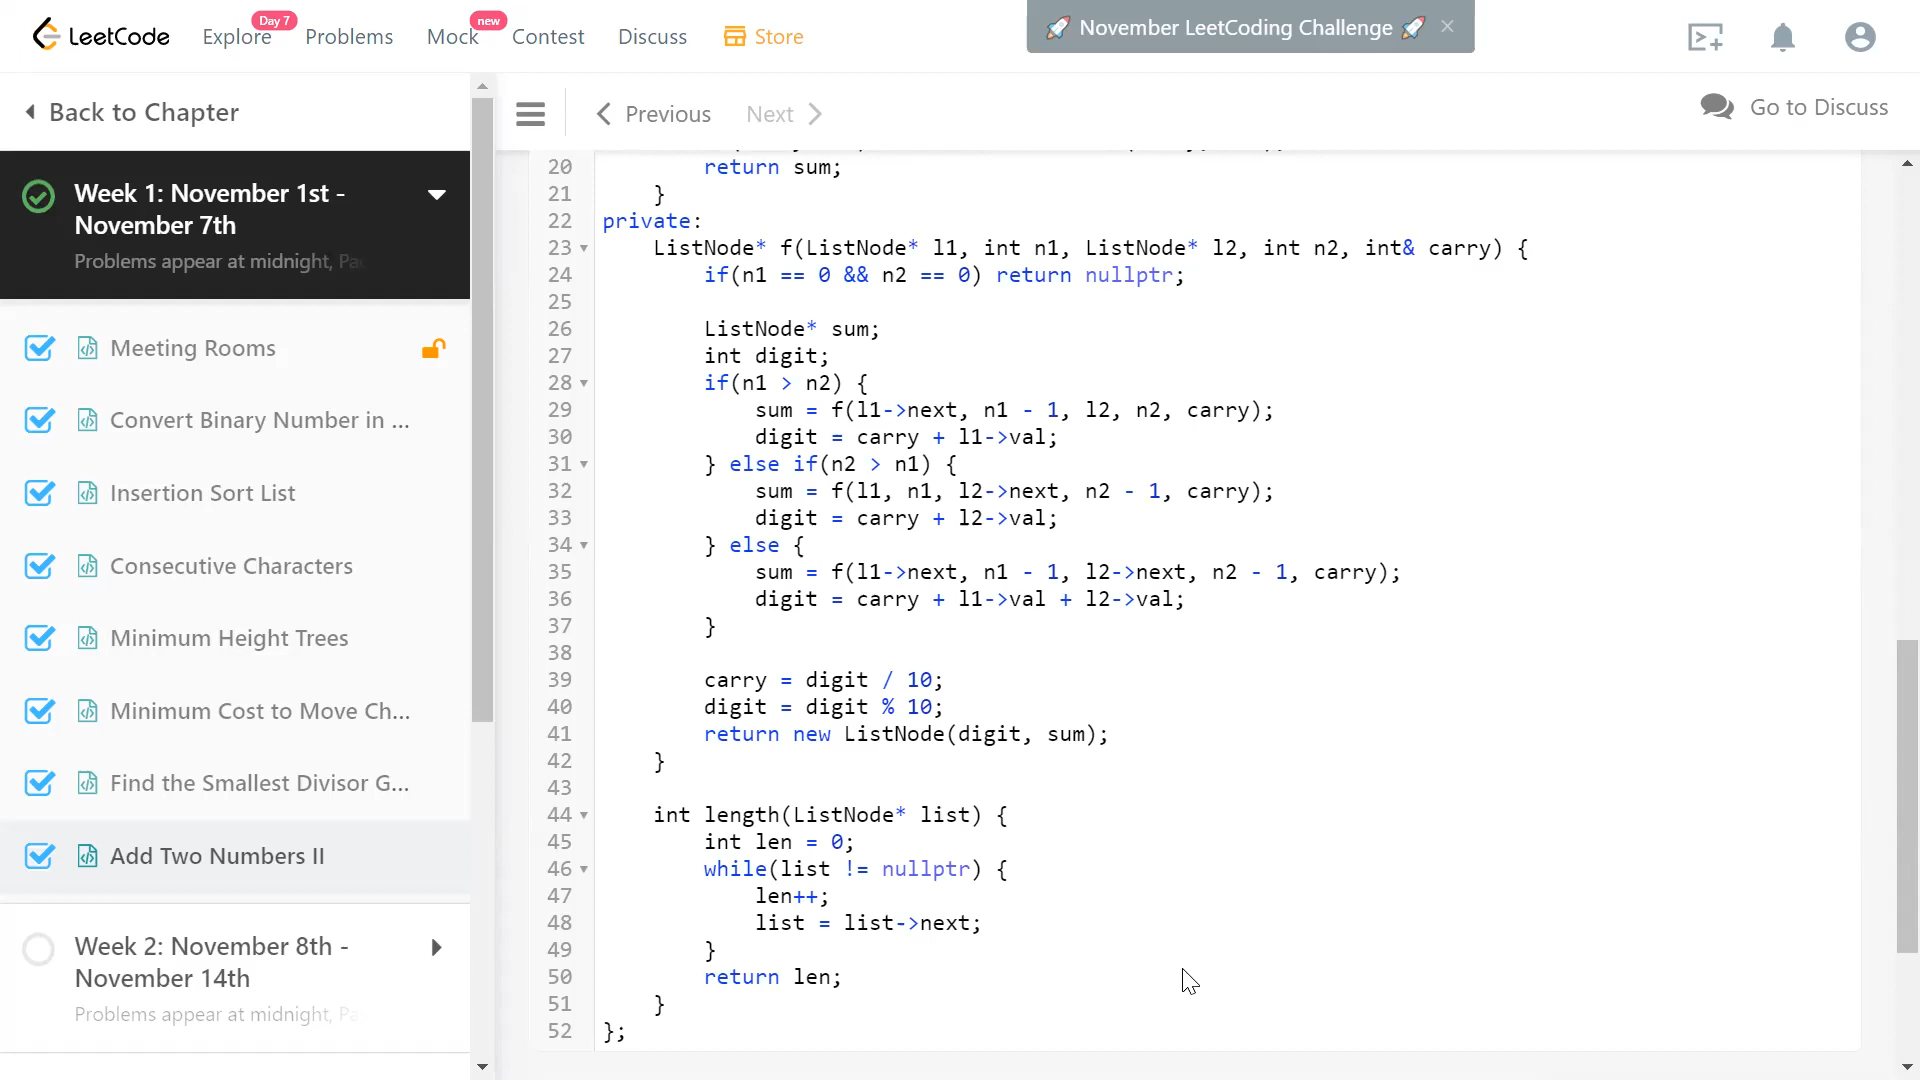 LeetCode
Explore
Day 7
Problems
Mock
new
Contest
Discuss
Store
🚀 November LeetCoding Challenge 🚀 ×
Back to Chapter
Previous
Next
Go to Discuss
Week 1: November 1st -
November 7th
Problems appear at midnight,
Meeting Rooms
Convert Binary Number in ...
Insertion Sort List
Consecutive Characters
Minimum Height Trees
Minimum Cost to Move Ch...
Find the Smallest Divisor G...
Add Two Numbers II
Week 2: November 8th -
November 14th
Problems appear at midnight,
20 return sum;
21 }
22 private:
23 ListNode* f(ListNode* l1, int n1, ListNode* l2, int n2, int& carry) {
24 if(n1 == 0 && n2 == 0) return nullptr;
25
26 ListNode* sum;
27 int digit;
28 if(n1 > n2) {
29 sum = f(l1->next, n1 - 1, l2, n2, carry);
30 digit = carry + l1->val;
31 } else if(n2 > n1) {
32 sum = f(l1, n1, l2->next, n2 - 1, carry);
33 digit = carry + l2->val;
34 } else {
35 sum = f(l1->next, n1 - 1, l2->next, n2 - 1, carry);
36 digit = carry + l1->val + l2->val;
37 }
38
39 carry = digit / 10;
40 digit = digit % 10;
41 return new ListNode(digit, sum);
42 }
43
44 int length(ListNode* list) {
45 int len = 0;
46 while(list != nullptr) {
47 len++;
48 list = list->next;
49 }
50 return len;
51 }
52 };